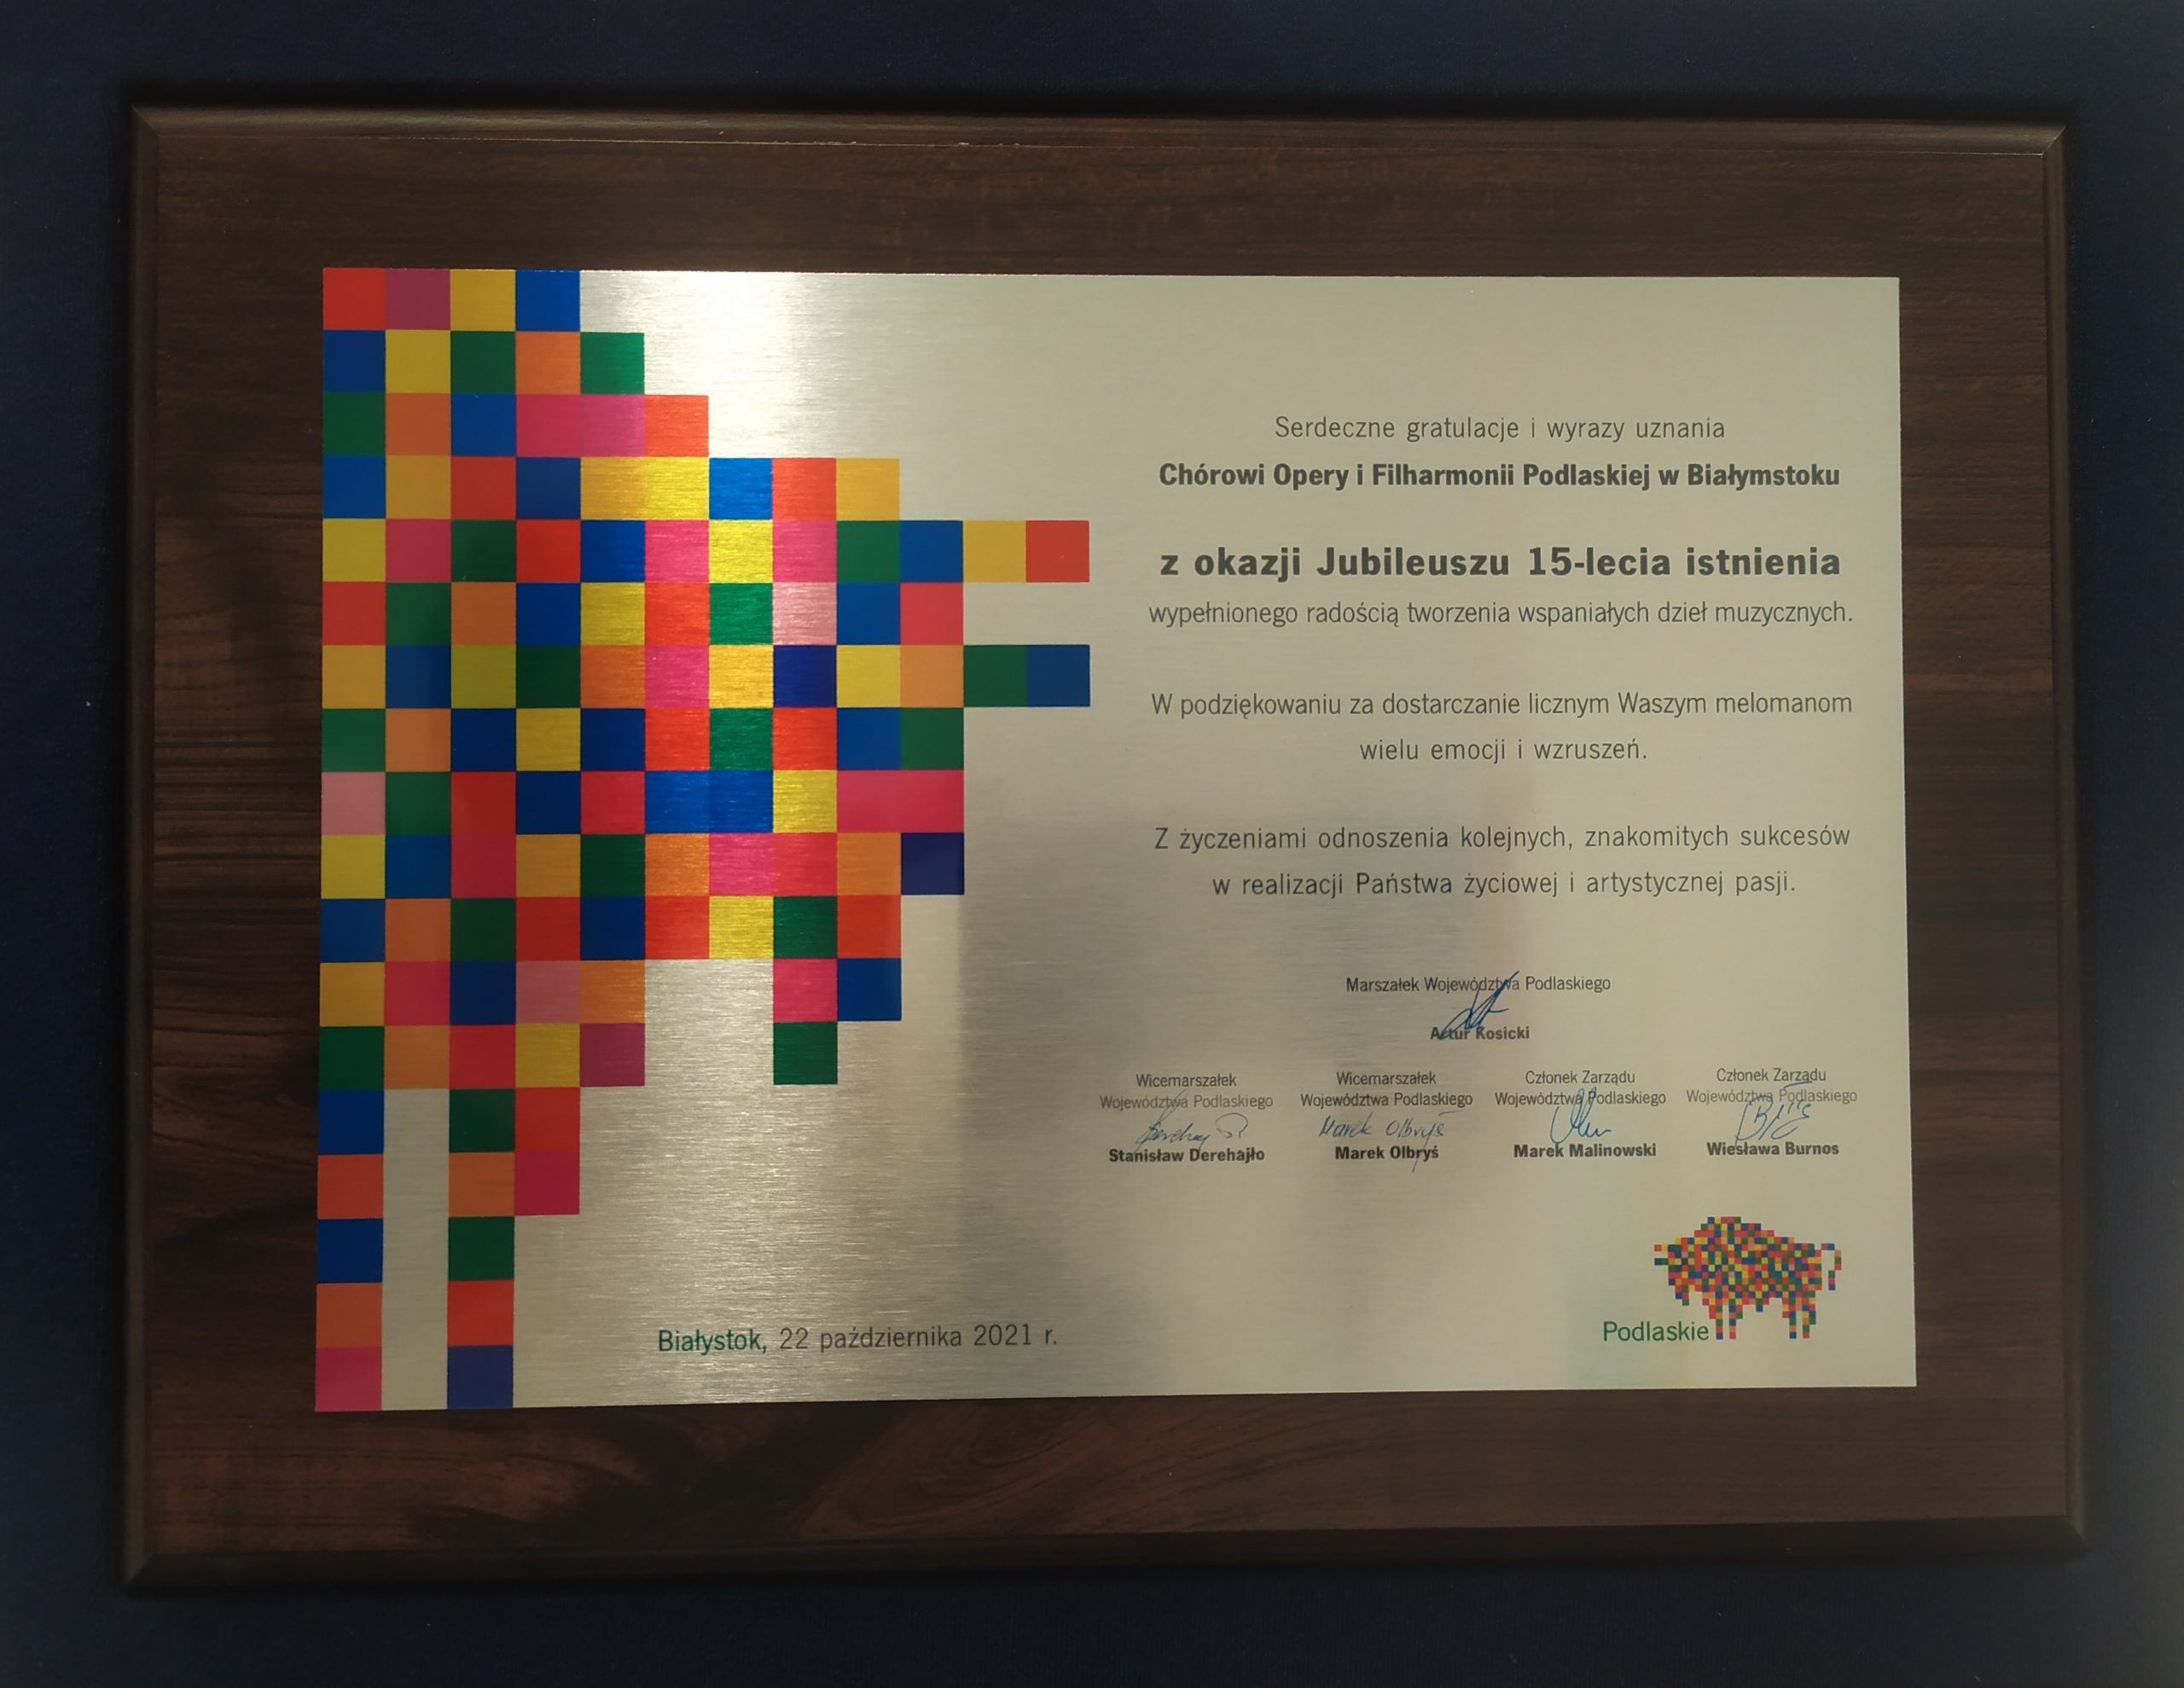 Serdeczne gratulacje i wyrazy uznania
Chórowi Opery i Filharmonii Podlaskiej w Białymstoku
z okazji Jubileuszu 15-lecia istnienia
wypełnionego radością tworzenia wspaniałych dzieł muzycznych.
W podziękowaniu za dostarczanie licznym Waszym melomanom
wielu emocji i wzruszeń.
Z życzeniami odnoszenia kolejnych, znakomitych sukcesów
w realizacji Państwa życiowej i artystycznej pasji.
Marszałek Województwa Podlaskiego
Artur Kosicki
Wicemarszałek
Województwa Podlaskiego
Stanisław Derehajło
Wicemarszałek
Województwa Podlaskiego
Marek Olbryś
Marek Olbryś
Członek Zarządu
Województwa Podlaskiego
Marek Malinowski
Członek Zarządu
Województwa Podlaskiego
Wiesława Burnos
Białystok, 22 października 2021 r.
Podlaskie